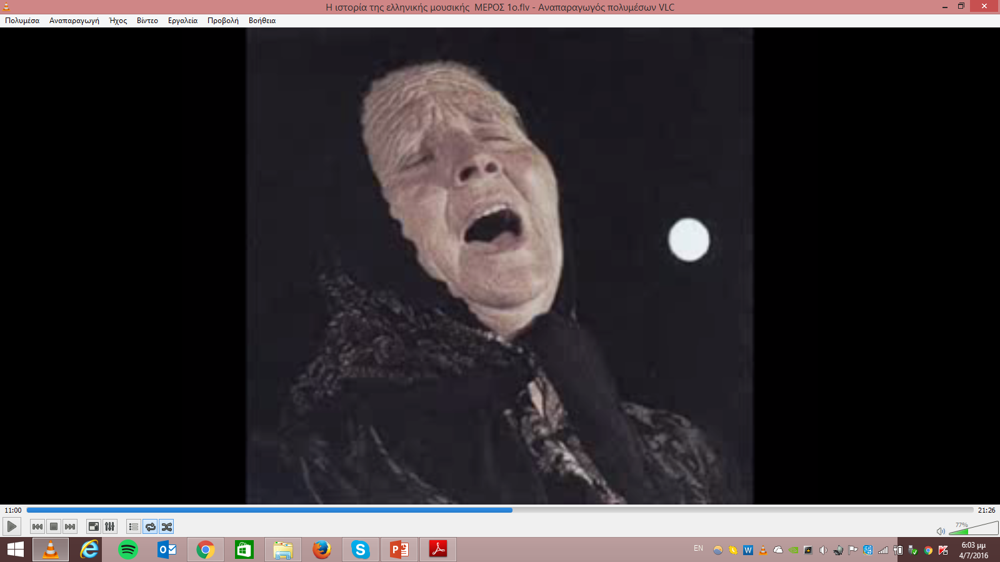 Η ιστορία της ελληνικής μουσικής  ΜΕΡΟΣ 1ο.flv - Αναπαραγωγός πολυμέσων VLC
Πολυμέσα Αναπαραγωγή Ήχος Βίντεο Εργαλεία Προβολή Βοήθεια
11:00 21:26
77%
EN 6:03 μμ
4/7/2016